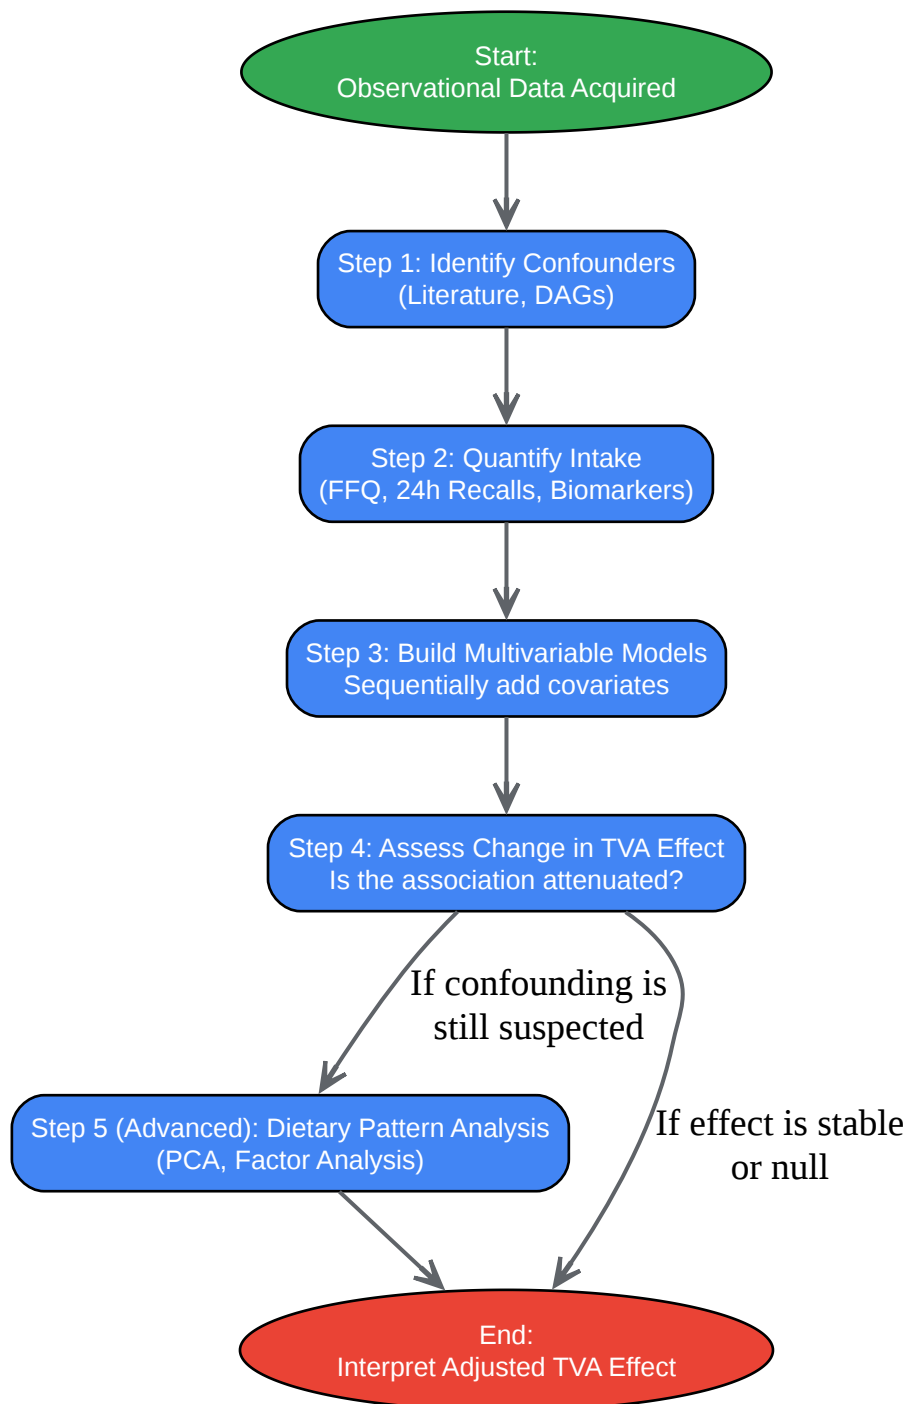 Start:
Observational Data Acquired
Step 1: Identify Confounders
(Literature, DAGs)
Step 2: Quantify Intake
(FFQ, 24h Recalls, Biomarkers)
Step 3: Build Multivariable Models
Sequentially add covariates
Step 4: Assess Change in TVA Effect
Is the association attenuated?
If confounding is
still suspected
Step 5 (Advanced): Dietary Pattern Analysis
(PCA, Factor Analysis)
If effect is stable
or null
End:
Interpret Adjusted TVA Effect